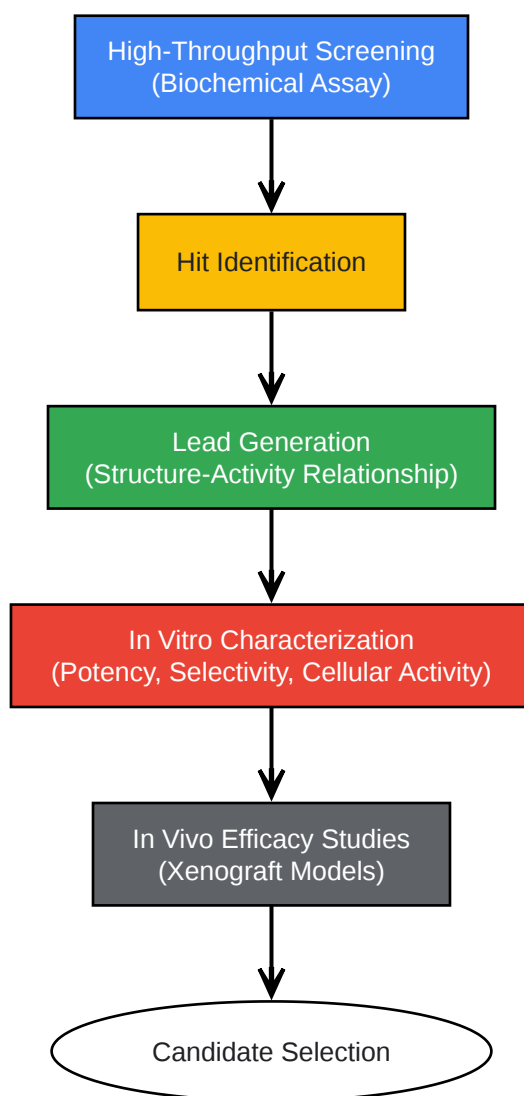 High-Throughput Screening
(Biochemical Assay)
Hit Identification
Lead Generation
(Structure-Activity Relationship)
In Vitro Characterization
(Potency, Selectivity, Cellular Activity)
In Vivo Efficacy Studies
(Xenograft Models)
Candidate Selection